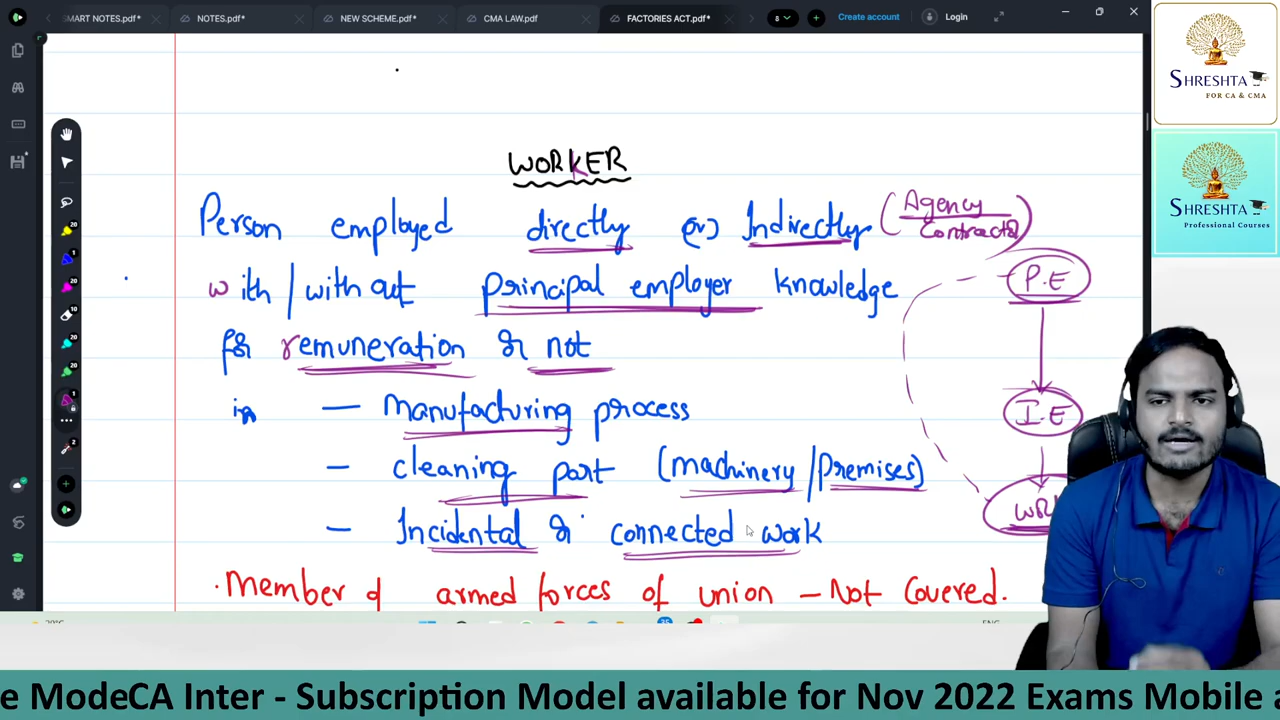 SMART NOTES.pdf*
NOTES.pdf*
NEW SCHEME.pdf*
CMA LAW.pdf
FACTORIES ACT.pdf*
8
Create account
Login
SHRESHTA
FOR CA & CMA
SHRESHTA
Professional Courses
WORKER
Person employed directly (or) Indirectly (Agency Contracts)
with/without principal employer knowledge
P.E
for remuneration or not
in — manufacturing process
I.E
— cleaning part (machinery/premises)
— Incidental or connected work
· Member of armed forces of union — Not Covered.
ENG
e ModeCA Inter - Subscription Model available for Nov 2022 Exams Mobile a